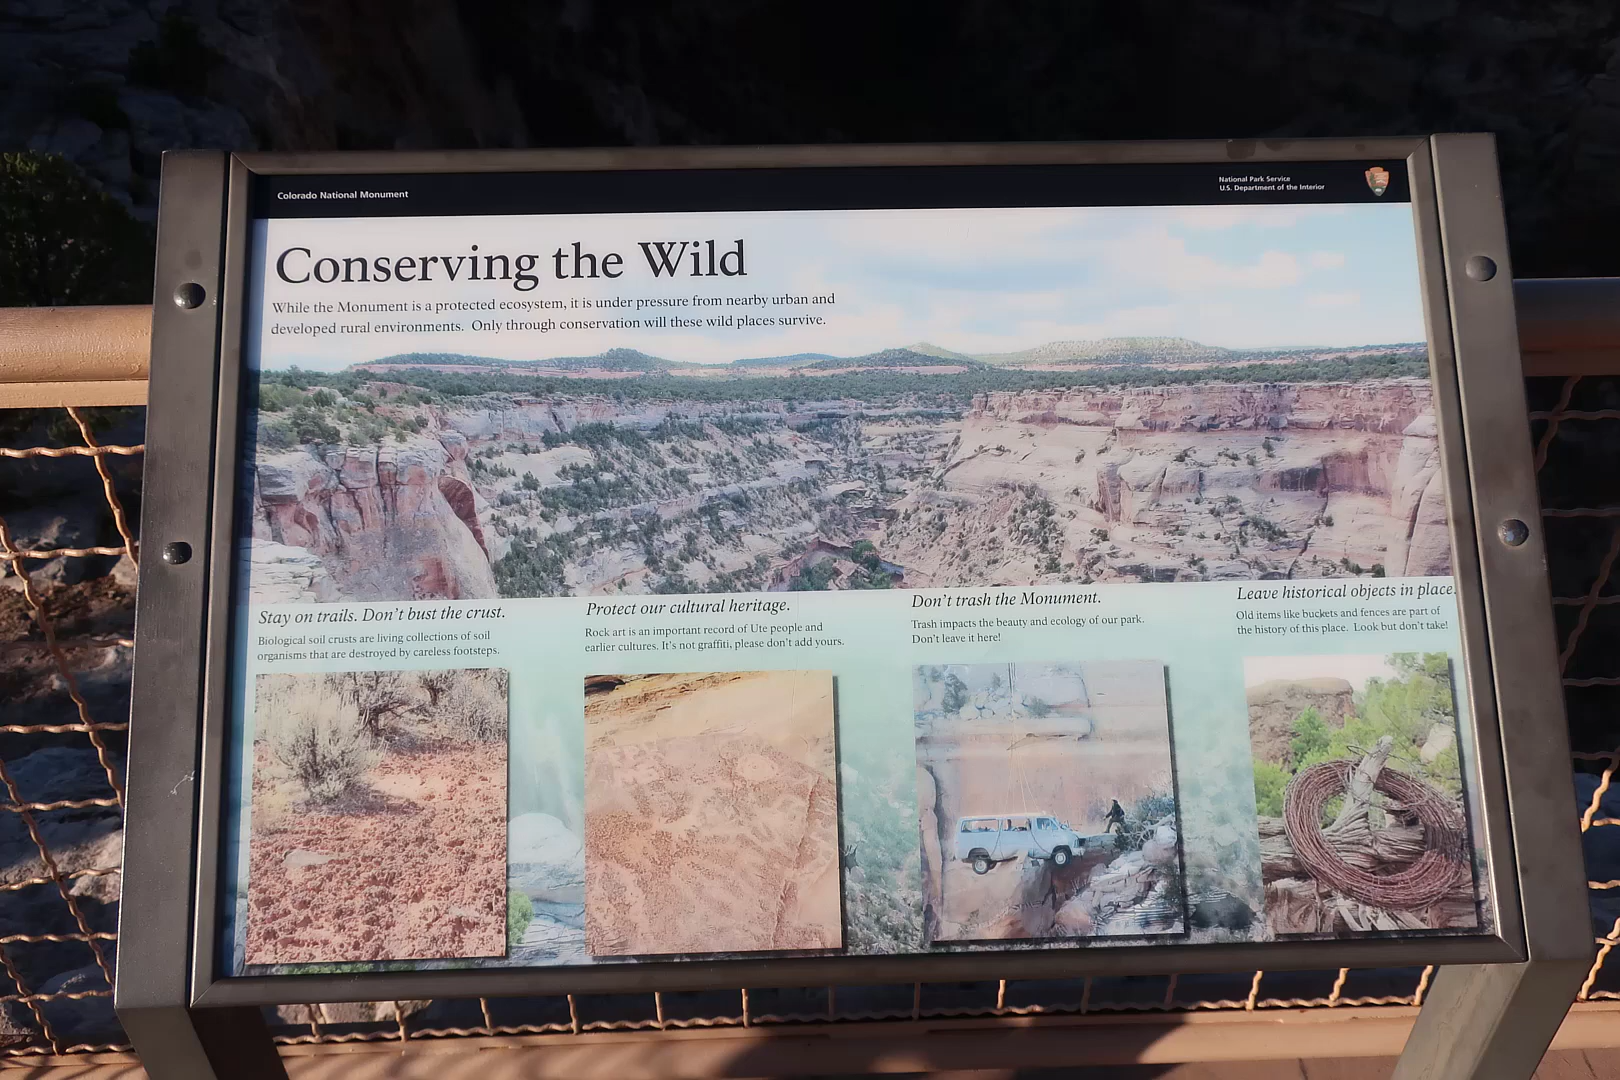 Colorado National Monument
National Park Service
U.S. Department of the Interior
Conserving the Wild
While the Monument is a protected ecosystem, it is under pressure from nearby urban and
developed rural environments. Only through conservation will these wild places survive.
Stay on trails. Don't bust the crust.
Biological soil crusts are living collections of soil
organisms that are destroyed by careless footsteps.
Protect our cultural heritage.
Rock art is an important record of Ute people and
earlier cultures. It's not graffiti, please don't add yours.
Don't trash the Monument.
Trash impacts the beauty and ecology of our park.
Don't leave it here!
Leave historical objects in place.
Old items like buckets and fences are part of
the history of this place. Look but don't take!